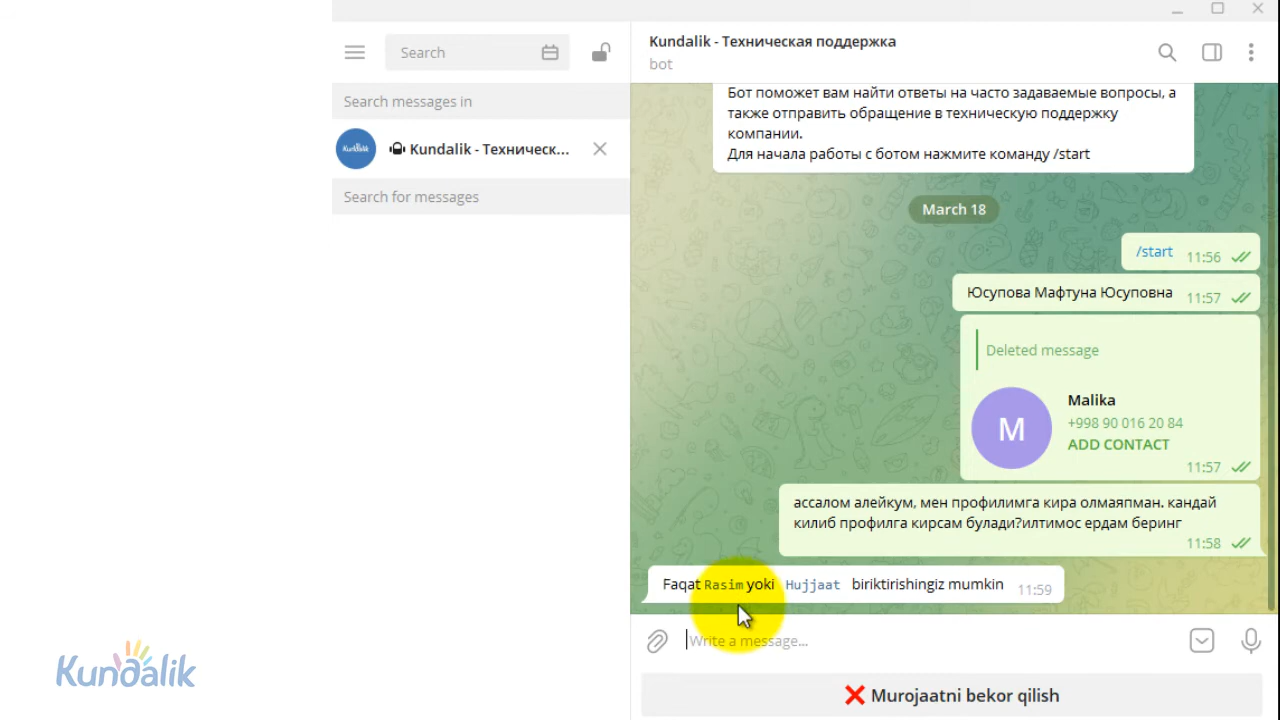 Search
Search messages in
Kundalik - Техническ...
Search for messages
Kundalik
Kundalik - Техническая поддержка
bot
Бот поможет вам найти ответы на часто задаваемые вопросы, а
также отправить обращение в техническую поддержку
компании.
Для начала работы с ботом нажмите команду /start
March 18
/start 11:56
Юсупова Мафтуна Юсуповна 11:57
Deleted message
M
Malika
+998 90 016 20 84
ADD CONTACT
11:57
ассалом алейкум, мен профилимга кира олмаяпман. кандай
килиб профилга кирсам булади?илтимос ердам беринг
11:58
Faqat Rasim yoki Hujjaat biriktirishingiz mumkin 11:59
Write a message...
Murojaatni bekor qilish
Kundalik